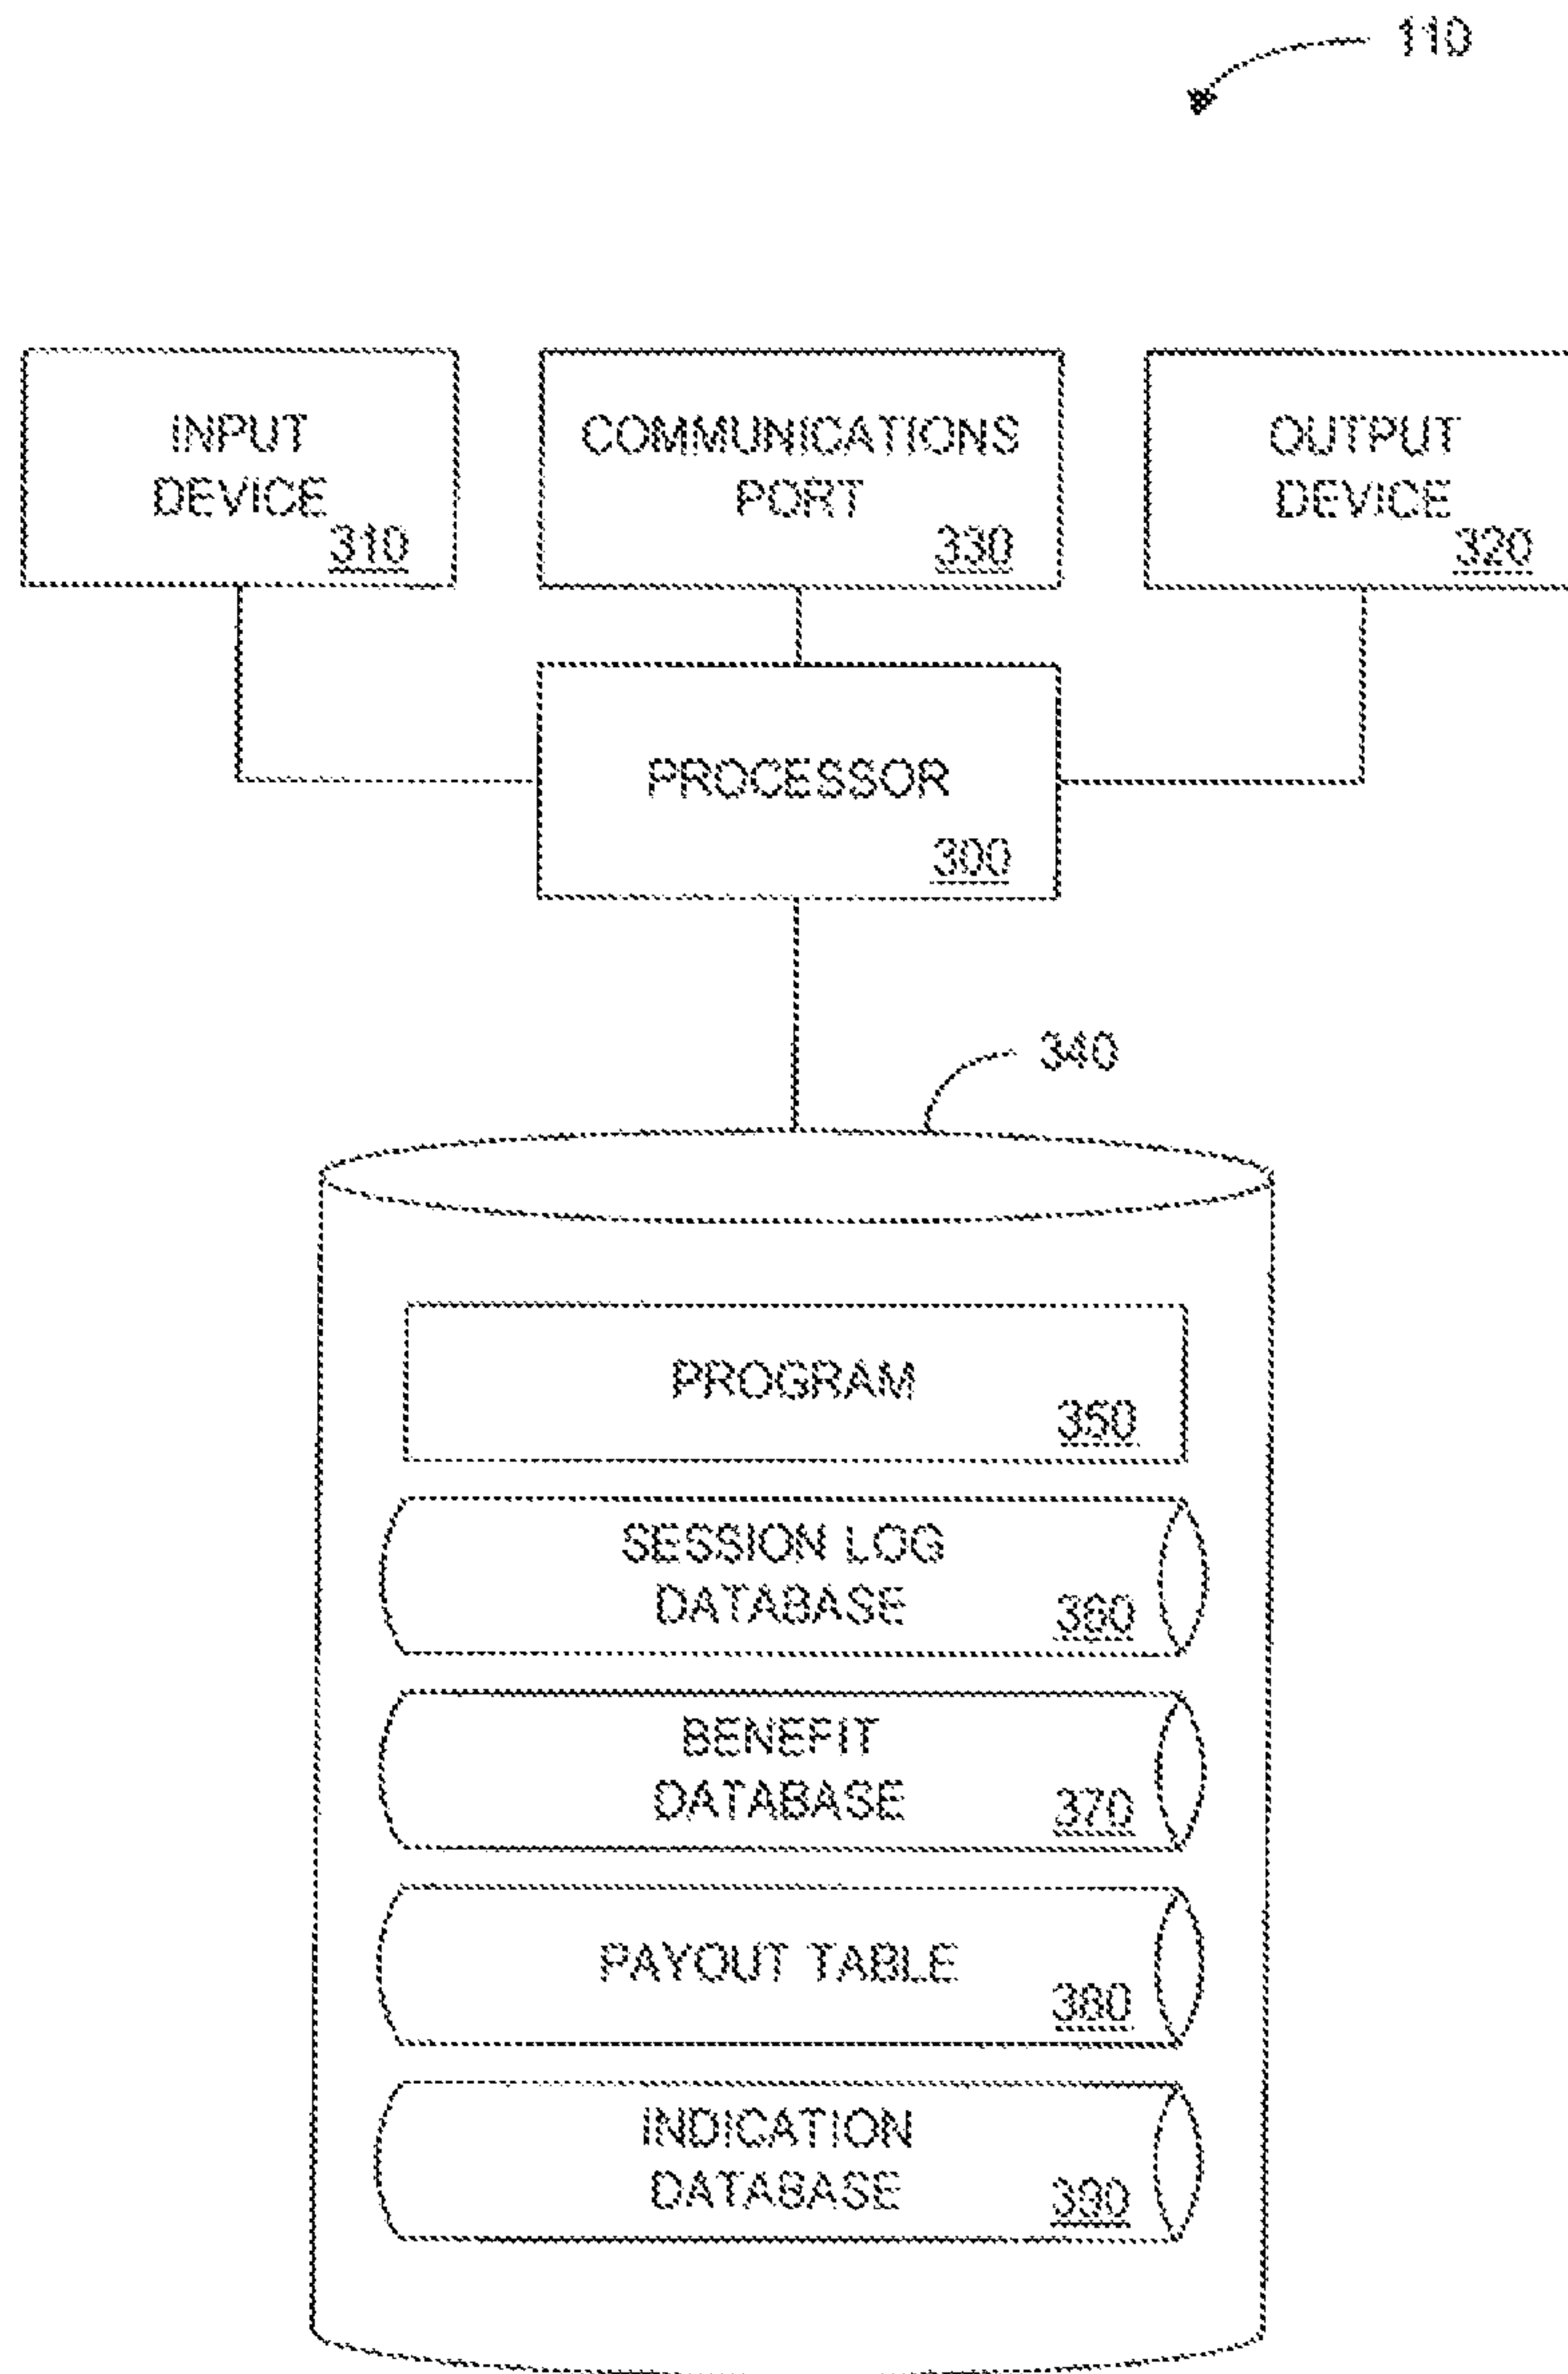 110
INPUT
DEVICE
310
COMMUNICATIONS
PORT
330
OUTPUT
DEVICE
320
PROCESSOR
300
340
PROGRAM
350
SESSION LOG
DATABASE
360
BENEFIT
DATABASE
370
PAYOUT TABLE
380
INDICATION
DATABASE
390